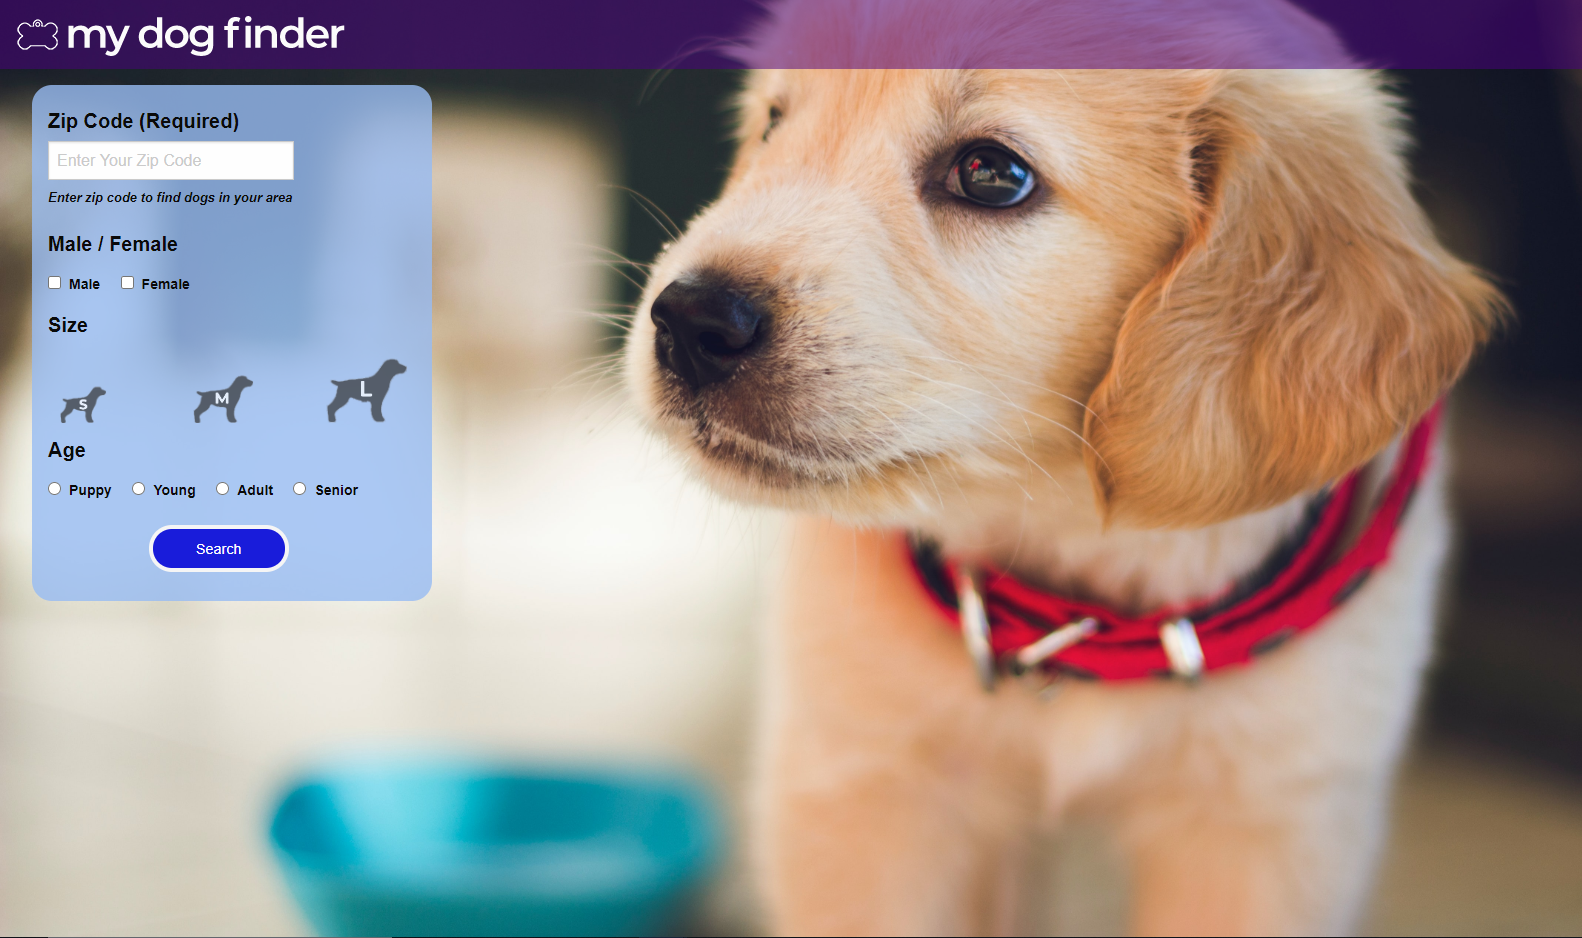 my dog finder
Zip Code (Required)
Enter Your Zip Code
Enter zip code to find dogs in your area
Male / Female
Male Female
Size
S M L
Age
Puppy Young Adult Senior
Search